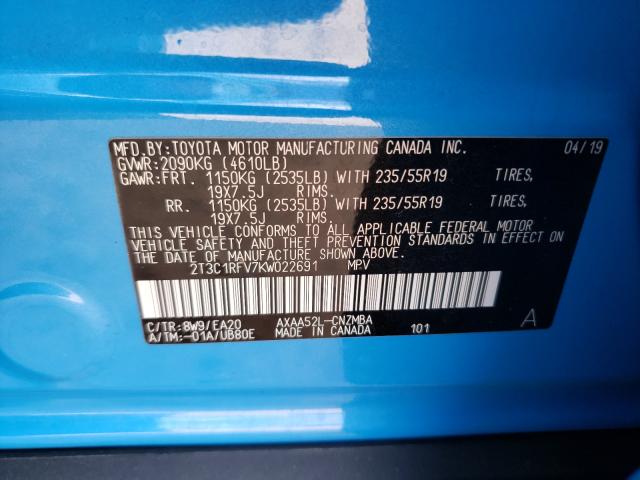 MFD.BY:TOYOTA MOTOR MANUFACTURING CANADA INC. 04/19
GVWR:2090KG (4610LB)
GAWR:FRT. 1150KG (2535LB) WITH 235/55R19 TIRES,
19X7.5J RIMS.
RR. 1150KG (2535LB) WITH 235/55R19 TIRES,
19X7.5J RIMS.
THIS VEHICLE CONFORMS TO ALL APPLICABLE FEDERAL MOTOR
VEHICLE SAFETY AND THEFT PREVENTION STANDARDS IN EFFECT ON
THE DATE OF MANUFACTURE SHOWN ABOVE.
2T3C1RFV7KW022691 MPV
C/TR:8W9/EA20 AXAA52L-CNZMBA
A/TM:-01A/UB80E MADE IN CANADA 101 A